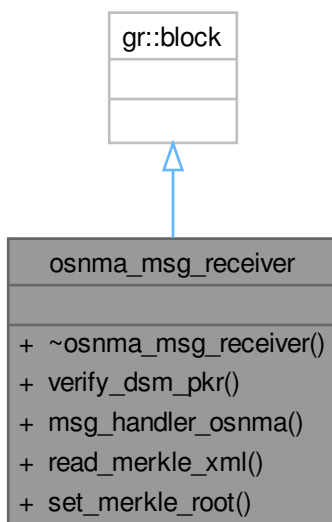 gr::block
osnma_msg_receiver
+ ~osnma_msg_receiver()
+ verify_dsm_pkr()
+ msg_handler_osnma()
+ read_merkle_xml()
+ set_merkle_root()